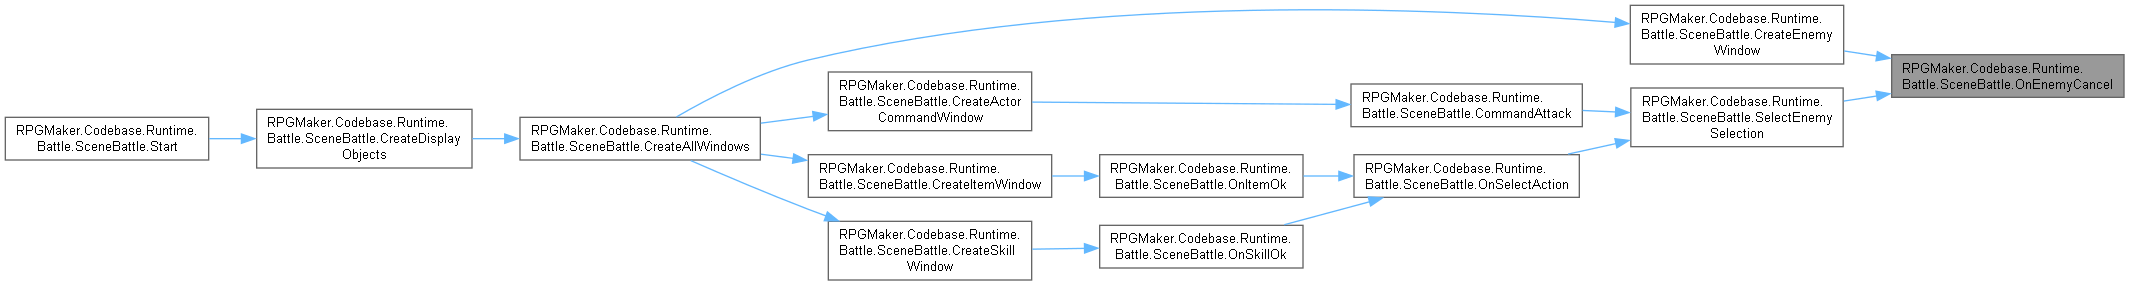 RPGMaker.Codebase.Runtime.
Battle.SceneBattle.Start
RPGMaker.Codebase.Runtime.
Battle.SceneBattle.CreateDisplay
Objects
RPGMaker.Codebase.Runtime.
Battle.SceneBattle.CreateAllWindows
RPGMaker.Codebase.Runtime.
Battle.SceneBattle.CreateActor
CommandWindow
RPGMaker.Codebase.Runtime.
Battle.SceneBattle.CreateItemWindow
RPGMaker.Codebase.Runtime.
Battle.SceneBattle.CreateSkill
Window
RPGMaker.Codebase.Runtime.
Battle.SceneBattle.OnItemOk
RPGMaker.Codebase.Runtime.
Battle.SceneBattle.OnSkillOk
RPGMaker.Codebase.Runtime.
Battle.SceneBattle.CommandAttack
RPGMaker.Codebase.Runtime.
Battle.SceneBattle.OnSelectAction
RPGMaker.Codebase.Runtime.
Battle.SceneBattle.CreateEnemy
Window
RPGMaker.Codebase.Runtime.
Battle.SceneBattle.SelectEnemy
Selection
RPGMaker.Codebase.Runtime.
Battle.SceneBattle.OnEnemyCancel